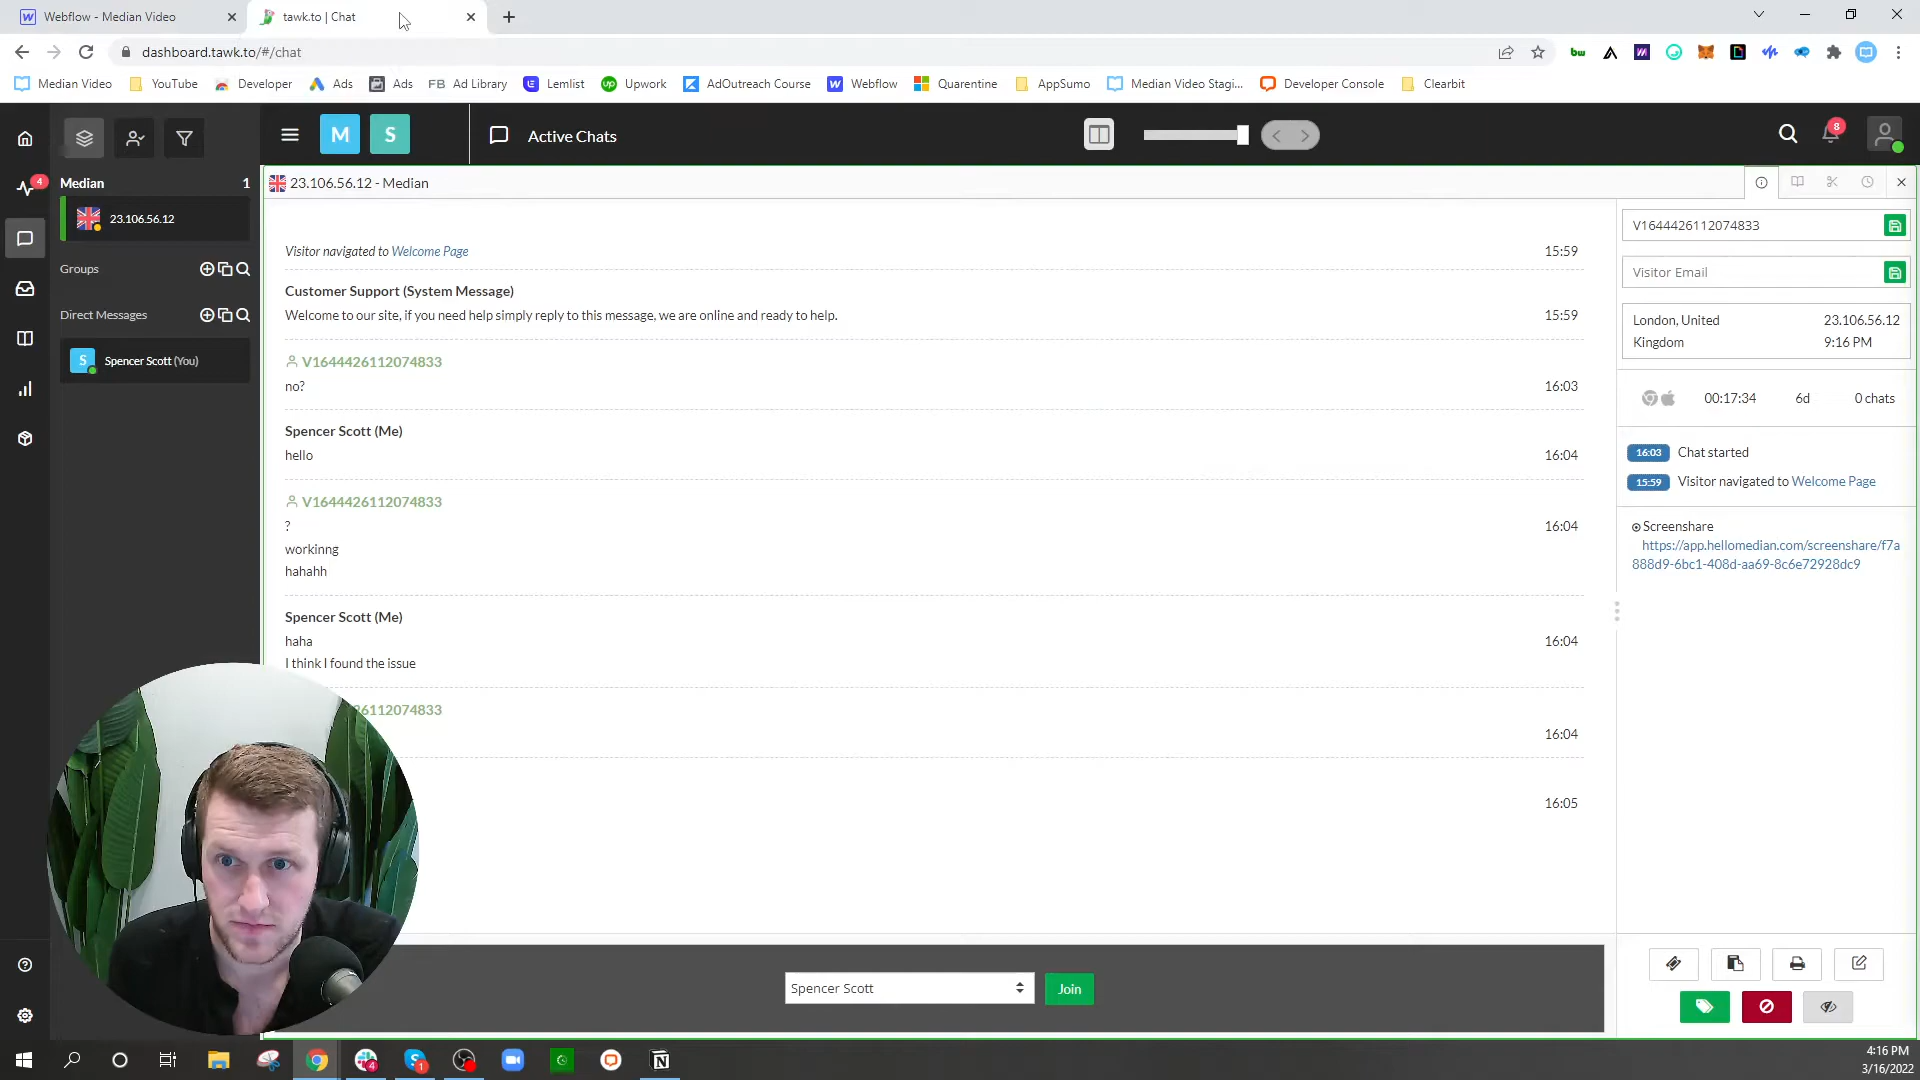 Webflow - Median Video
tawk.to | Chat
dashboard.tawk.to/#/chat
Median Video
YouTube
Developer
Ads
Ads
FB Ad Library
Lemlist
Upwork
AdOutreach Course
Webflow
Quarentine
AppSumo
Median Video Stagi...
Developer Console
Clearbit
M
S
Active Chats
8
4
Median 1
23.106.56.12
Groups
Direct Messages
S Spencer Scott (You)
23.106.56.12 - Median
Visitor navigated to Welcome Page 15:59
Customer Support (System Message)
Welcome to our site, if you need help simply reply to this message, we are online and ready to help. 15:59
V1644426112074833
no? 16:03
Spencer Scott (Me)
hello 16:04
V1644426112074833
? 16:04
workinng
hahahh
Spencer Scott (Me)
haha 16:04
I think I found the issue
6112074833
16:04
16:05
V1644426112074833
Visitor Email
London, United Kingdom
23.106.56.12
9:16 PM
00:17:34 6d 0 chats
16:03 Chat started
15:59 Visitor navigated to Welcome Page
Screenshare
https://app.hellomedian.com/screenshare/f7a
888d9-6bc1-408d-aa69-8c6e72928dc9
Spencer Scott
Join
4
1
4:16 PM
3/16/2022